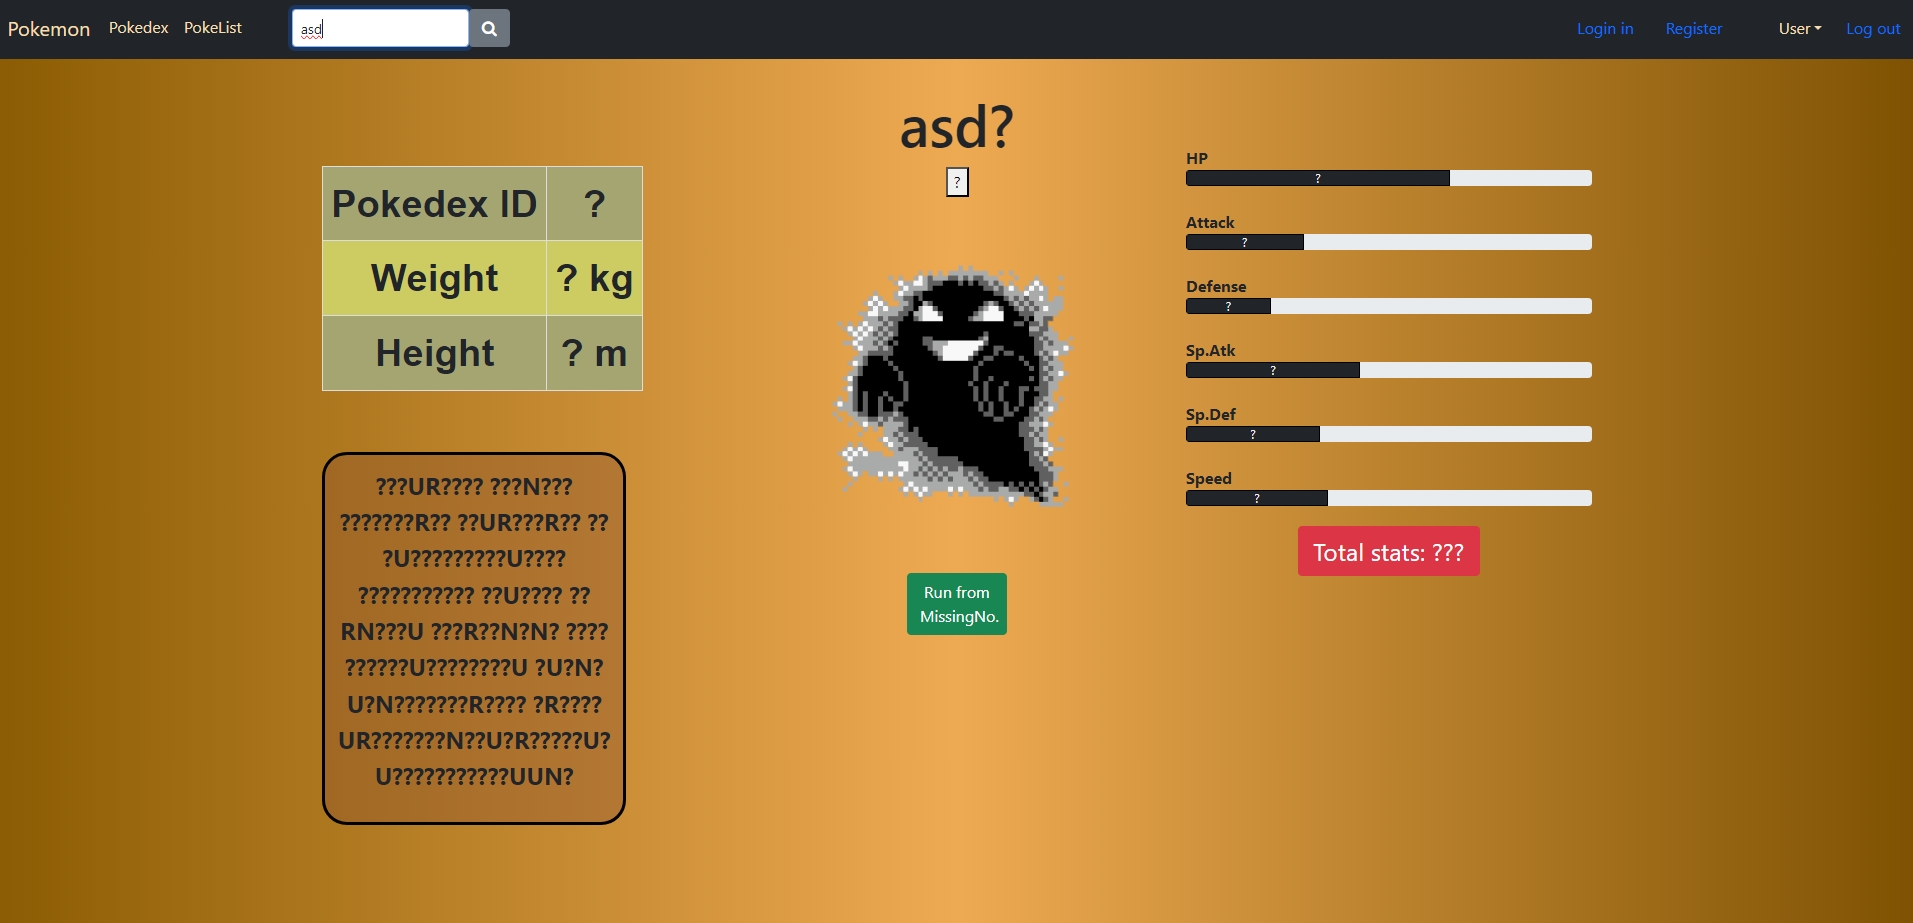 Pokemon Pokedex PokeList asd Login in Register User Log out
asd?
?
Pokedex ID ?
Weight ? kg
Height ? m
???UR???? ???N???
???????R?? ??UR???R?? ??
?U?????????U????
??????????? ??U???? ??
RN???U ???R??N?N? ????
??????U????????U ?U?N?
U?N???????R???? ?R????
UR???????N??U?R?????U?
U???????????UUN?
Run from
MissingNo.
HP
?
Attack
?
Defense
?
Sp.Atk
?
Sp.Def
?
Speed
?
Total stats: ???